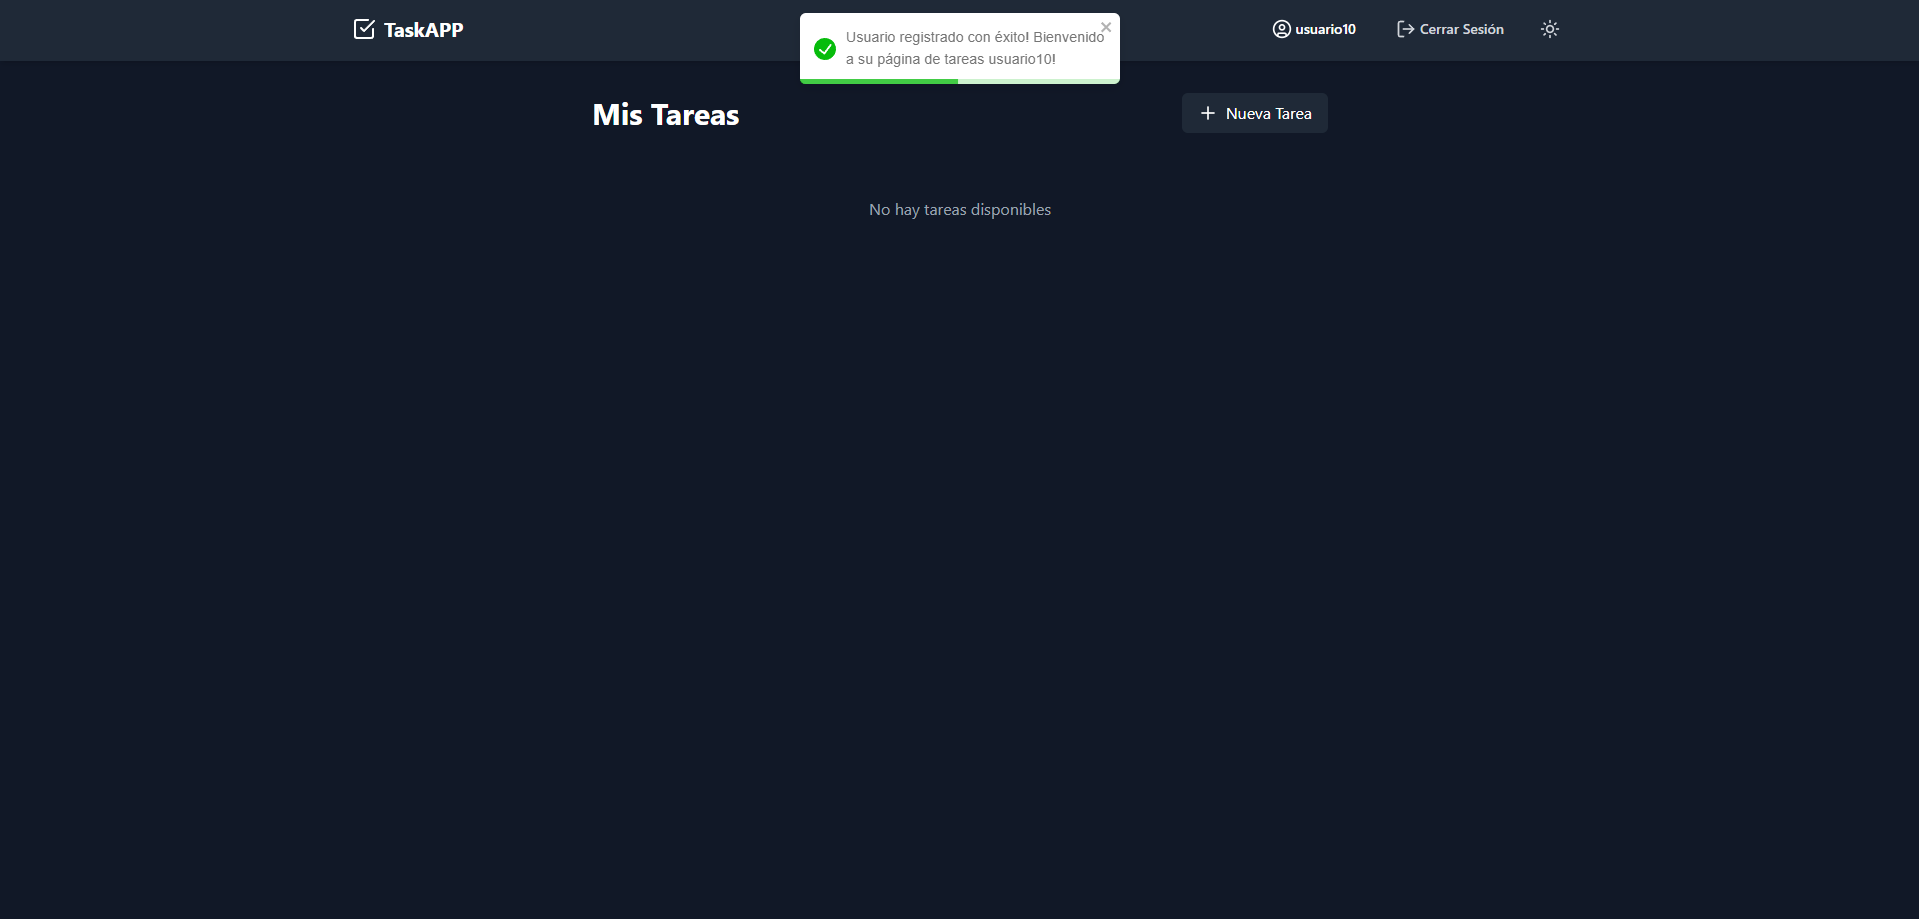 TaskAPP
Usuario registrado con éxito! Bienvenido
a su página de tareas usuario10!
usuario10
Cerrar Sesión
Mis Tareas
Nueva Tarea
No hay tareas disponibles